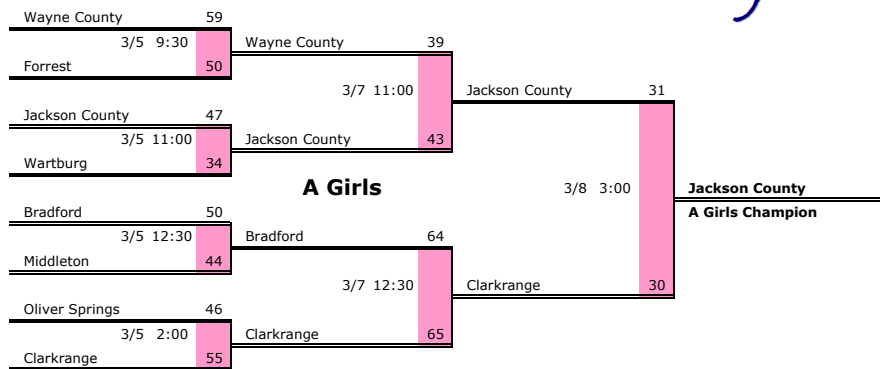 Wayne County 59
3/5 9:30
Wayne County 39
Forrest 50
3/7 11:00
Jackson County 31
Jackson County 47
3/5 11:00
Jackson County 43
Wartburg 34
A Girls
3/8 3:00
Jackson County
A Girls Champion
Bradford 50
3/5 12:30
Bradford 64
Middleton 44
3/7 12:30
Clarkrange 30
Oliver Springs 46
3/5 2:00
Clarkrange 65
Clarkrange 55